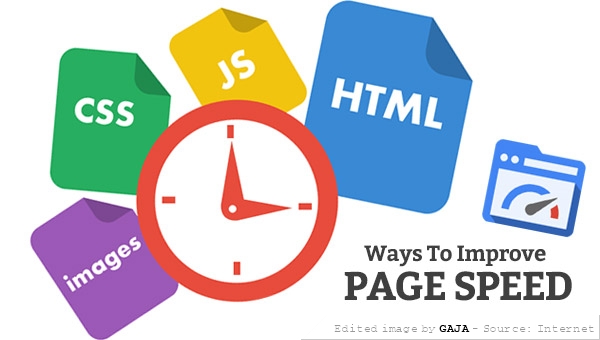 CSS
JS
HTML
images
Ways To Improve
PAGE SPEED
Edited image by GAJA - Source: Internet